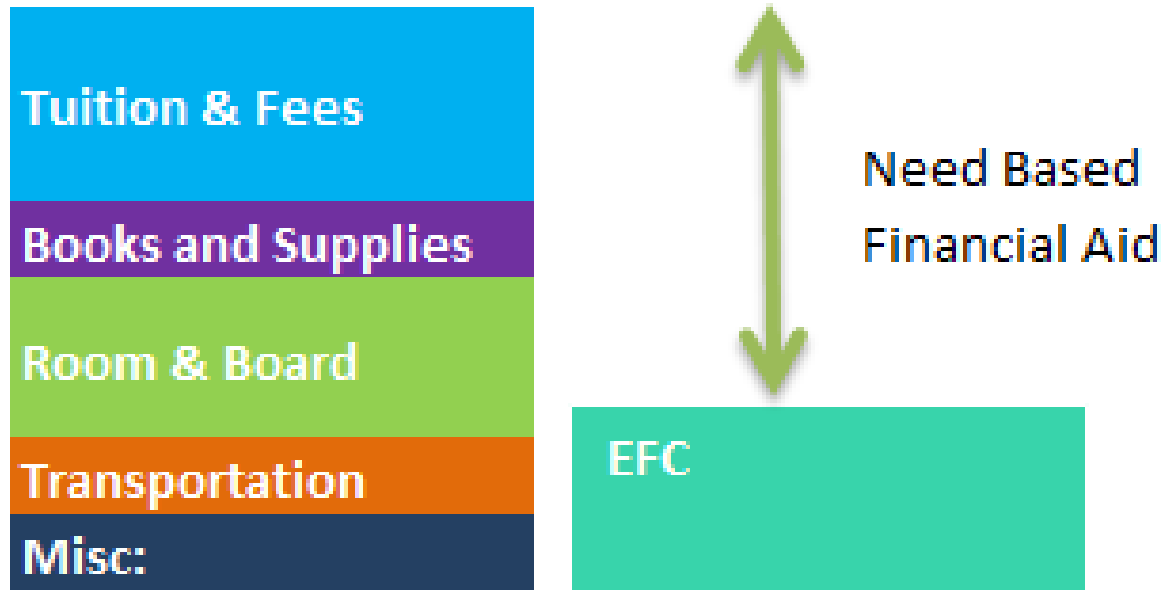 Tuition & Fees
Books and Supplies
Room & Board
Transportation
Misc:
Need Based
Financial Aid
EFC